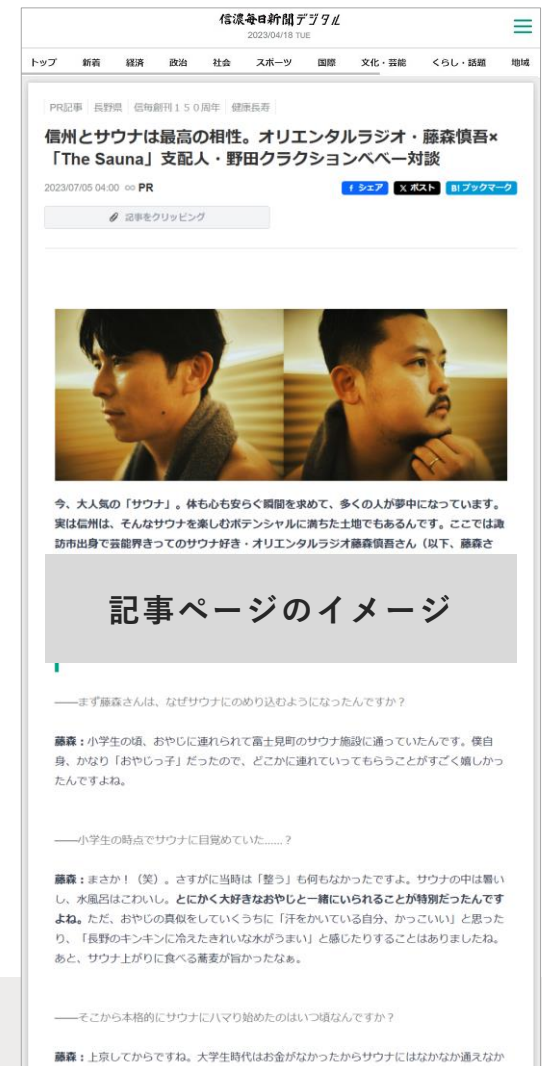 信濃毎日新聞デジタル
2023/04/18 TUE
トップ 新着 経済 政治 社会 スポーツ 国際 文化・芸能 くらし・話題 地域
PR記事 長野県 信毎創刊１５０周年 健康長寿
信州とサウナは最高の相性。オリエンタルラジオ・藤森慎吾×
「The Sauna」支配人・野田クラクションベベー対談
2023/07/05 04:00 PR
シェア ポスト B! ブックマーク
記事をクリッピング
今、大人気の「サウナ」。体も心も安らぐ瞬間を求めて、多くの人が夢中になっています。
実は信州は、そんなサウナを楽しむポテンシャルに満ちた土地でもあるんです。ここでは諏
訪市出身で芸能界きってのサウナ好き・オリエンタルラジオ藤森慎吾さん（以下、藤森さ
記事ページのイメージ
――まず藤森さんは、なぜサウナにのめり込むようになったんですか？
藤森：小学生の頃、おやじに連れられて富士見町のサウナ施設に通っていたんです。僕自
身、かなり「おやじっ子」だったので、どこかに連れていってもらうことがすごく嬉しかっ
たんですよね。
――小学生の時点でサウナに目覚めていた……？
藤森：まさか！（笑）。さすがに当時は「整う」も何もなかったですよ。サウナの中は暑い
し、水風呂はこわいし。とにかく大好きなおやじと一緒にいられることが特別だったんです
よね。ただ、おやじの真似をしていくうちに「汗をかいている自分、かっこいい」と思った
り、「長野のキンキンに冷えたきれいな水がうまい」と感じたりすることはありましたね。
あと、サウナ上がりに食べる蕎麦が旨かったなぁ。
――そこから本格的にサウナにハマり始めたのはいつ頃なんですか？
藤森：上京してからですね。大学生時代はお金がなかったからサウナにはなかなか通えなか